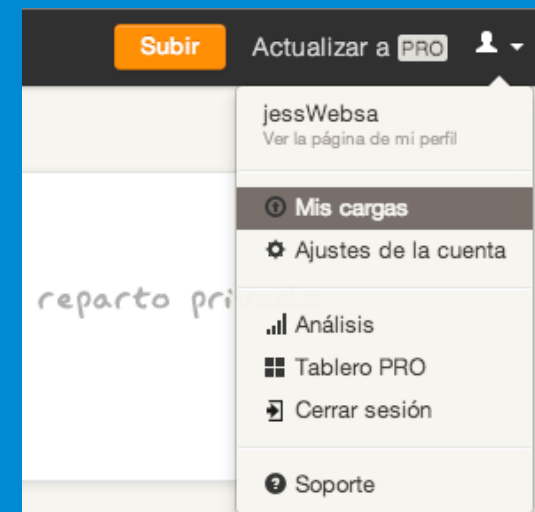 Subir Actualizar a PRO
jessWebsa
Ver la página de mi perfil
Mis cargas
Ajustes de la cuenta
reparto pri
Análisis
Tablero PRO
Cerrar sesión
Soporte